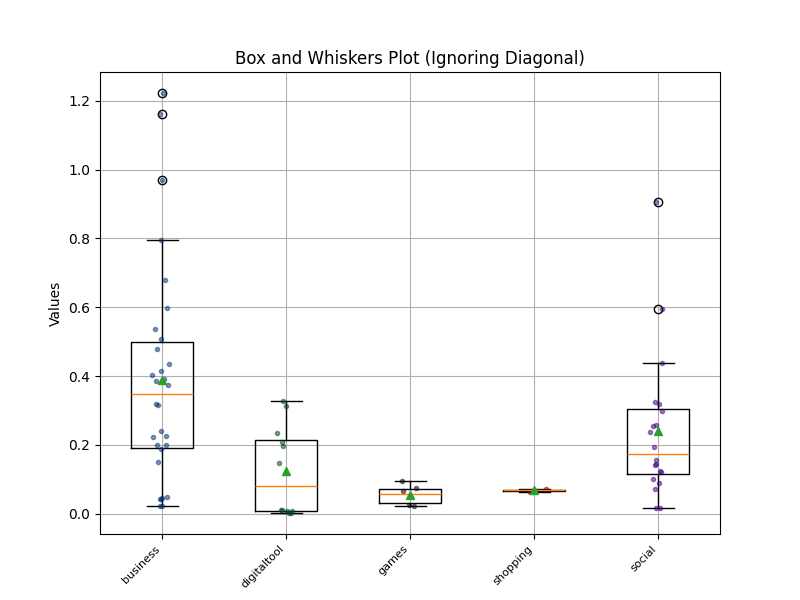 Box and Whiskers Plot (Ignoring Diagonal)
Values
1.2
1.0
0.8
0.6
0.4
0.2
0.0
business
digitaltool
games
shopping
social